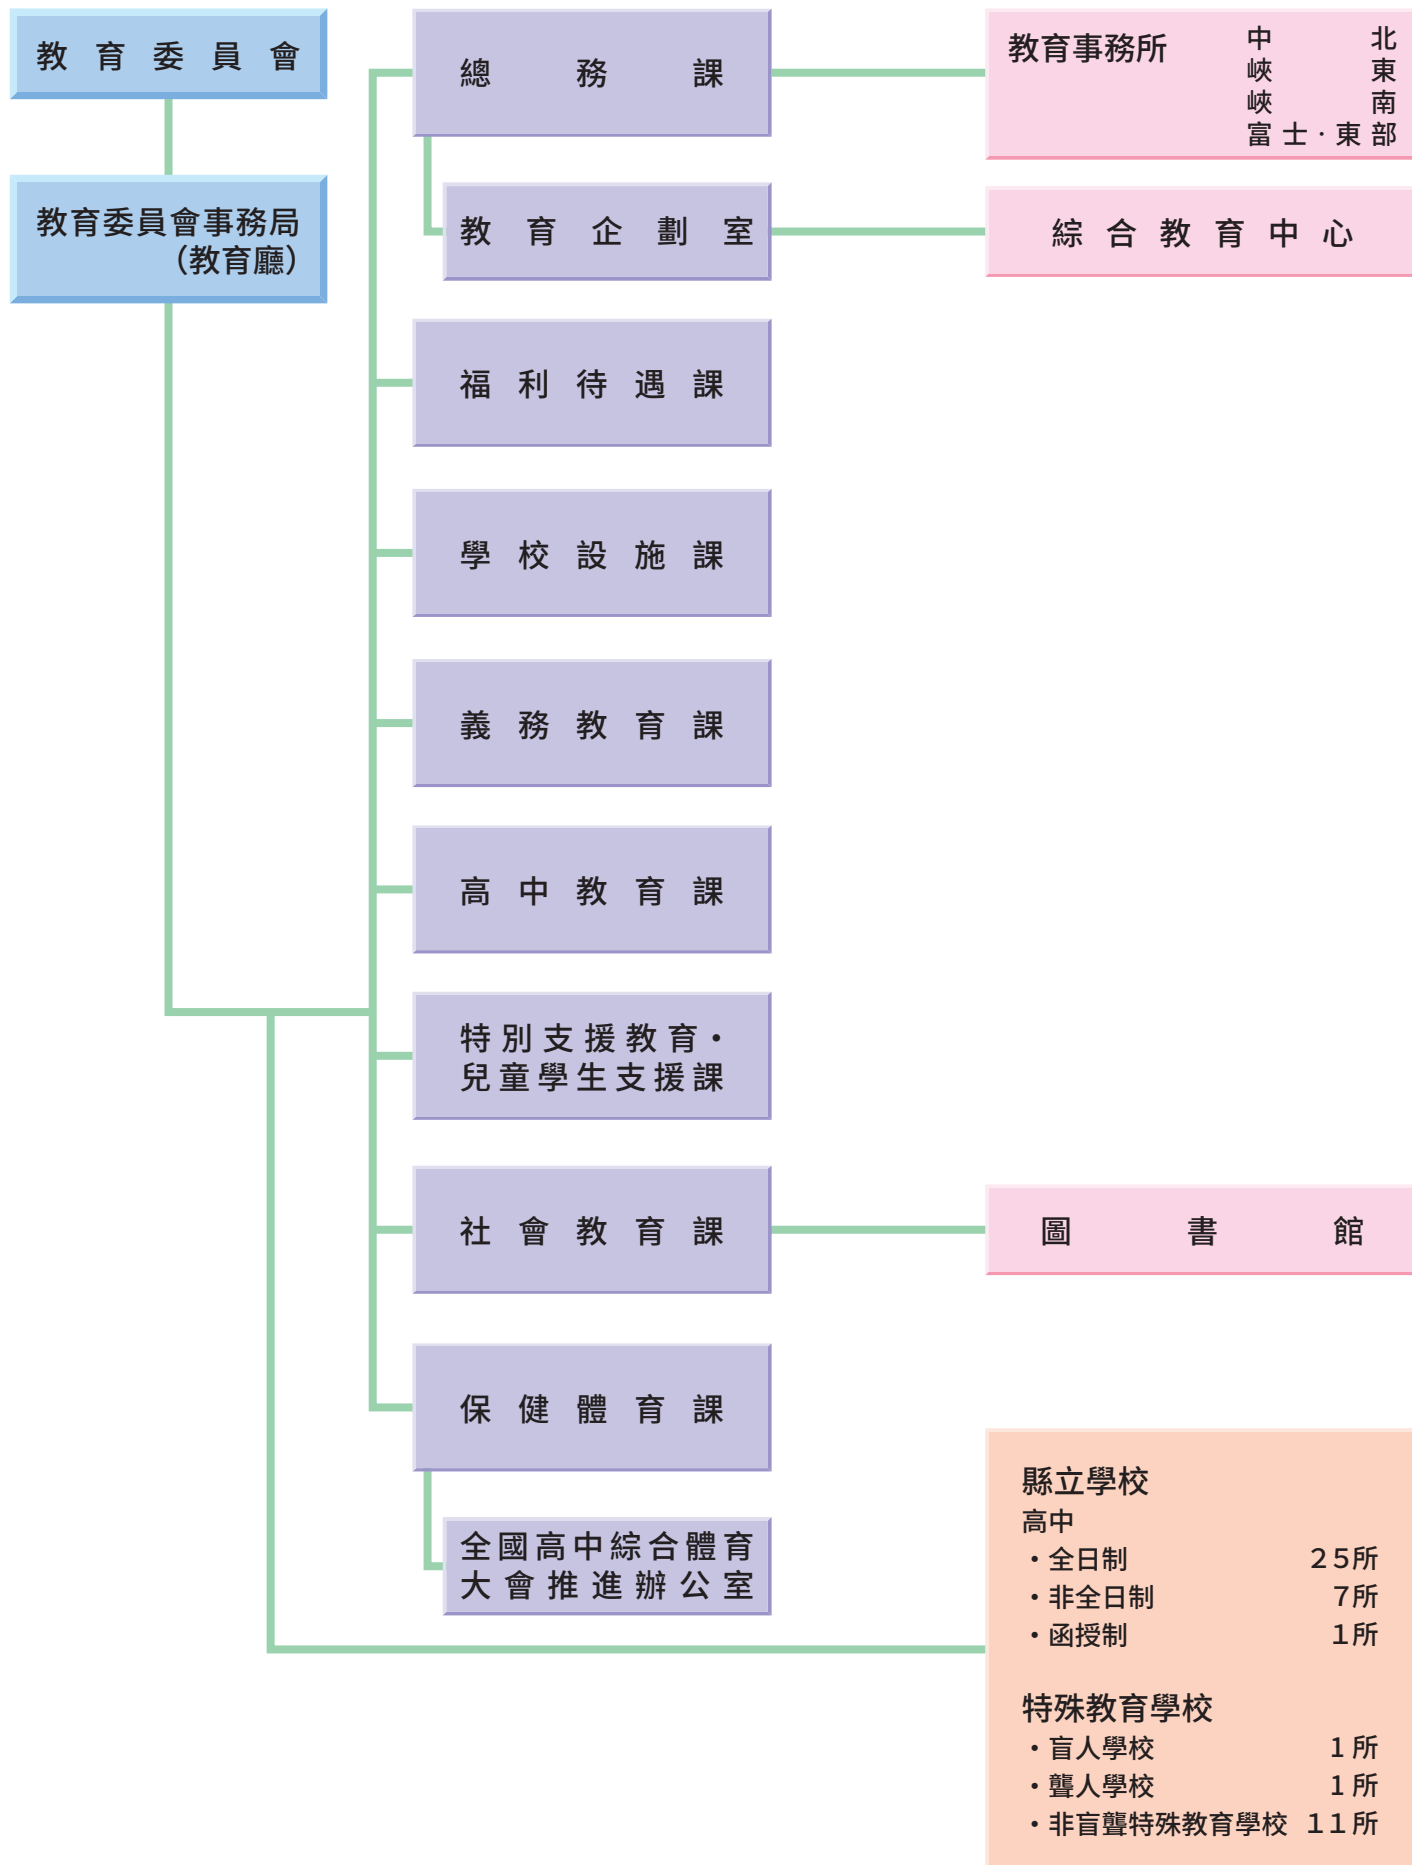 教育委員會
教育委員會事務局
（教育廳）
總務課
教育企劃室
福利待遇課
學校設施課
義務教育課
高中教育課
特別支援教育・
兒童學生支援課
社會教育課
保健體育課
全國高中綜合體育
大會推進辦公室
教育事務所 中北
峽東
峽南
富士·東部
綜合教育中心
圖書館
縣立學校
高中
・全日制 25所
・非全日制 7所
・函授制 1所
特殊教育學校
・盲人學校 1所
・聾人學校 1所
・非盲聾特殊教育學校 11所